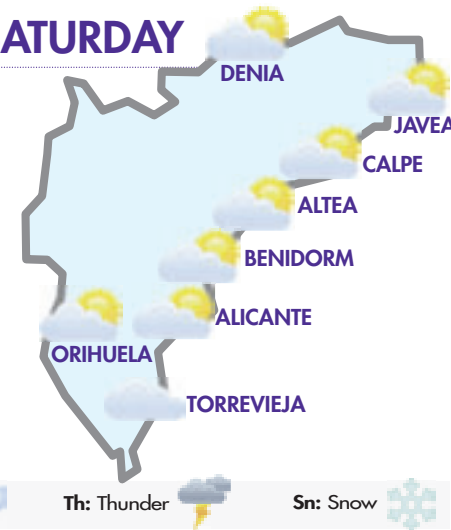 ATURDAY
DENIA
JAVEA
CALPE
ALTEA
BENIDORM
ALICANTE
ORIHUELA
TORREVIEJA
Th: Thunder
Sn: Snow